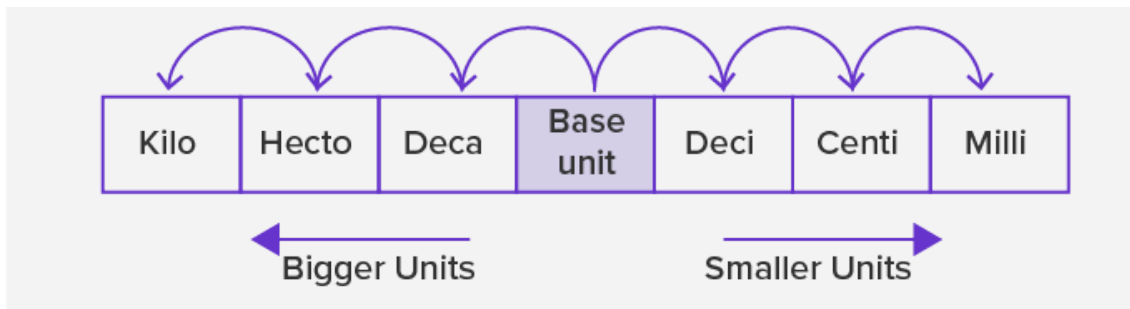 Kilo
Hecto
Deca
Base
unit
Deci
Centi
Milli
Bigger Units
Smaller Units